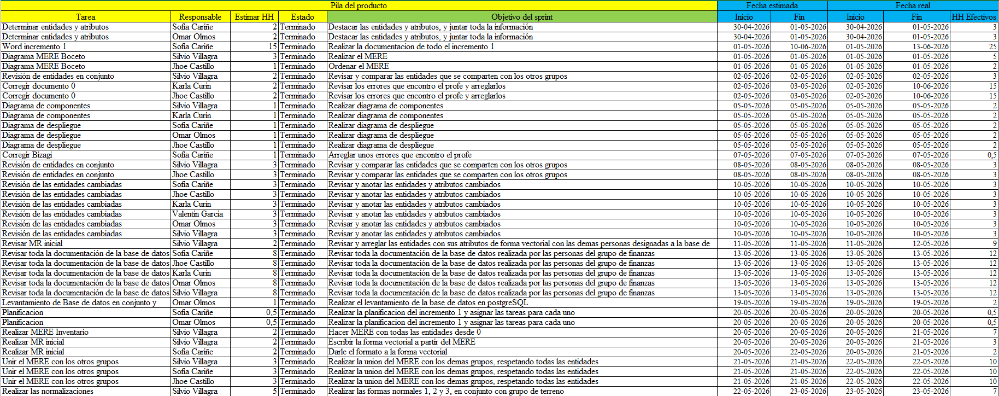 Pila del producto Fecha estimada Fecha real
Tarea Responsable Estimar HH Estado Objetivo del sprint Inicio Fin Inicio Fin HH Efectivos
Determinar entidades y atributos Sofía Cariñe 2 Terminado Destacar las entidades y atributos, y juntar toda la información 30-04-2026 01-05-2026 30-04-2026 01-05-2026 3
Determinar entidades y atributos Omar Olmos 2 Terminado Destacar las entidades y atributos, y juntar toda la información 30-04-2026 01-05-2026 30-04-2026 01-05-2026 3
Word incremento 1 Sofía Cariñe 15 Terminado Realizar la documentacion de todo el incremento 1 01-05-2026 10-06-2026 01-05-2026 13-06-2026 25
Diagrama MERE Boceto Silvio Villagra 3 Terminado Realizar el MERE 01-05-2026 01-05-2026 01-05-2026 01-05-2026 5
Diagrama MERE Boceto Jhoe Castillo 1 Terminado Ordenar el MERE 01-05-2026 01-05-2026 01-05-2026 01-05-2026 2
Revisión de entidades en conjunto Silvio Villagra 2 Terminado Revisar y comparar las entidades que se comparten con los otros grupos 02-05-2026 02-05-2026 02-05-2026 02-05-2026 3
Corregir documento 0 Karla Curín 2 Terminado Revisar los errores que encontro el profe y arreglarlos 02-05-2026 03-05-2026 02-05-2026 10-06-2026 15
Corregir documento 0 Jhoe Castillo 2 Terminado Revisar los errores que encontro el profe y arreglarlos 02-05-2026 03-05-2026 02-05-2026 10-06-2026 15
Diagrama de componentes Silvio Villagra 1 Terminado Realizar diagrama de componentes 05-05-2026 05-05-2026 05-05-2026 05-05-2026 2
Diagrama de componentes Karla Curín 1 Terminado Realizar diagrama de componentes 05-05-2026 05-05-2026 05-05-2026 05-05-2026 2
Diagrama de despliegue Sofía Cariñe 1 Terminado Realizar diagrama de despliegue 05-05-2026 05-05-2026 05-05-2026 05-05-2026 2
Diagrama de despliegue Omar Olmos 1 Terminado Realizar diagrama de despliegue 05-05-2026 05-05-2026 05-05-2026 05-05-2026 2
Diagrama de despliegue Jhoe Castillo 1 Terminado Realizar diagrama de despliegue 05-05-2026 05-05-2026 05-05-2026 05-05-2026 2
Corregir Bizagi Sofía Cariñe 1 Terminado Arreglar unos errores que encontro el profe 07-05-2026 07-05-2026 07-05-2026 07-05-2026 0,5
Revisión de entidades en conjunto Silvio Villagra 3 Terminado Revisar y comparar las entidades que se comparten con los otros grupos 08-05-2026 08-05-2026 08-05-2026 08-05-2026 3
Revisión de entidades en conjunto Jhoe Castillo 3 Terminado Revisar y comparar las entidades que se comparten con los otros grupos 08-05-2026 08-05-2026 08-05-2026 08-05-2026 3
Revisión de las entidades cambiadas Sofía Cariñe 3 Terminado Revisar y anotar las entidades y atributos cambiados 10-05-2026 10-05-2026 10-05-2026 10-05-2026 3
Revisión de las entidades cambiadas Jhoe Castillo 3 Terminado Revisar y anotar las entidades y atributos cambiados 10-05-2026 10-05-2026 10-05-2026 10-05-2026 3
Revisión de las entidades cambiadas Karla Curín 3 Terminado Revisar y anotar las entidades y atributos cambiados 10-05-2026 10-05-2026 10-05-2026 10-05-2026 3
Revisión de las entidades cambiadas Valentín García 3 Terminado Revisar y anotar las entidades y atributos cambiados 10-05-2026 10-05-2026 10-05-2026 10-05-2026 3
Revisión de las entidades cambiadas Omar Olmos 3 Terminado Revisar y anotar las entidades y atributos cambiados 10-05-2026 10-05-2026 10-05-2026 10-05-2026 3
Revisión de las entidades cambiadas Silvio Villagra 3 Terminado Revisar y anotar las entidades y atributos cambiados 10-05-2026 10-05-2026 10-05-2026 10-05-2026 3
Revisar MR inicial Silvio Villagra 2 Terminado Revisar y arreglar las entidades con sus atributos de forma vectorial con las demas personas designadas a la base de 11-05-2026 11-05-2026 11-05-2026 12-05-2026 9
Revisar toda la documentación de la base de datos Sofía Cariñe 8 Terminado Revisar toda la documentación de la base de datos realizada por las personas del grupo de finanzas 13-05-2026 13-05-2026 13-05-2026 13-05-2026 12
Revisar toda la documentación de la base de datos Jhoe Castillo 8 Terminado Revisar toda la documentación de la base de datos realizada por las personas del grupo de finanzas 13-05-2026 13-05-2026 13-05-2026 13-05-2026 12
Revisar toda la documentación de la base de datos Karla Curín 8 Terminado Revisar toda la documentación de la base de datos realizada por las personas del grupo de finanzas 13-05-2026 13-05-2026 13-05-2026 13-05-2026 12
Revisar toda la documentación de la base de datos Omar Olmos 8 Terminado Revisar toda la documentación de la base de datos realizada por las personas del grupo de finanzas 13-05-2026 13-05-2026 13-05-2026 13-05-2026 12
Revisar toda la documentación de la base de datos Silvio Villagra 8 Terminado Revisar toda la documentación de la base de datos realizada por las personas del grupo de finanzas 13-05-2026 13-05-2026 13-05-2026 13-05-2026 12
Levantamiento de Base de datos en conjunto y Omar Olmos 1 Terminado Realizar el levantamiento de la base de datos en postgreSQL 19-05-2026 19-05-2026 19-05-2026 19-05-2026 2
Planificacion Sofía Cariñe 0,5 Terminado Realizar la planificacion del incremento 1 y asignar las tareas para cada uno 20-05-2026 20-05-2026 20-05-2026 20-05-2026 0,5
Planificacion Omar Olmos 0,5 Terminado Realizar la planificacion del incremento 1 y asignar las tareas para cada uno 20-05-2026 20-05-2026 20-05-2026 20-05-2026 0,5
Realizar MERE Inventario Silvio Villagra 2 Terminado Hacer MERE con todas las entidades desde 0 20-05-2026 20-05-2026 20-05-2026 21-05-2026 7
Realizar MR inicial Silvio Villagra 2 Terminado Escribir la forma vectorial a partir del MERE 20-05-2026 20-05-2026 20-05-2026 21-05-2026 3
Realizar MR inicial Sofía Cariñe 2 Terminado Darle el formato a la forma vectorial 20-05-2026 22-05-2026 20-05-2026 21-05-2026 2
Unir el MERE con los otros grupos Silvio Villagra 3 Terminado Realizar la union del MERE con los demas grupos, respetando todas las entidades 21-05-2026 21-05-2026 22-05-2026 22-05-2026 10
Unir el MERE con los otros grupos Sofía Cariñe 3 Terminado Realizar la union del MERE con los demas grupos, respetando todas las entidades 21-05-2026 21-05-2026 22-05-2026 22-05-2026 10
Unir el MERE con los otros grupos Jhoe Castillo 3 Terminado Realizar la union del MERE con los demas grupos, respetando todas las entidades 21-05-2026 21-05-2026 22-05-2026 22-05-2026 10
Realizar las normalizaciones Silvio Villagra 5 Terminado Realizar las formas normales 1, 2 y 3, en conjunto con grupo de terreno 22-05-2026 23-05-2026 23-05-2026 23-05-2026 7